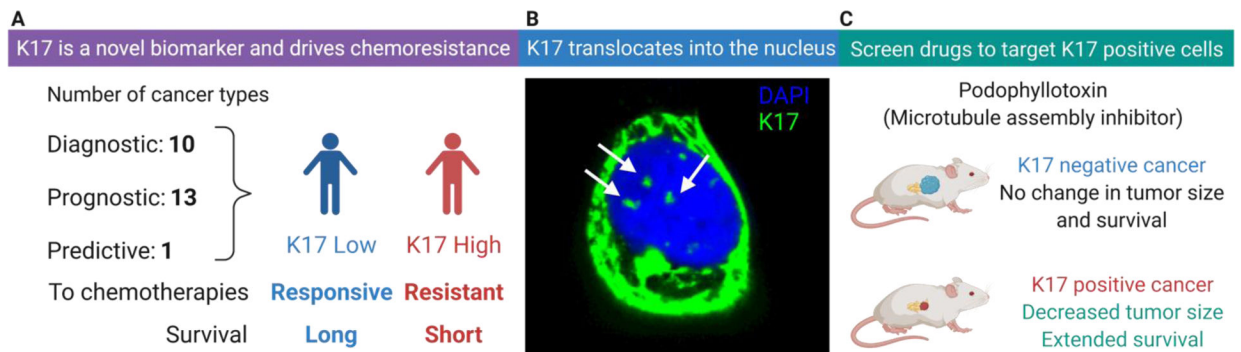 A
K17 is a novel biomarker and drives chemoresistance
Number of cancer types
Diagnostic: 10
Prognostic: 13
Predictive: 1
K17 Low
K17 High
To chemotherapies Responsive Resistant
Survival Long Short
B
K17 translocates into the nucleus
DAPI
K17
C
Screen drugs to target K17 positive cells
Podophyllotoxin
(Microtubule assembly inhibitor)
K17 negative cancer
No change in tumor size
and survival
K17 positive cancer
Decreased tumor size
Extended survival